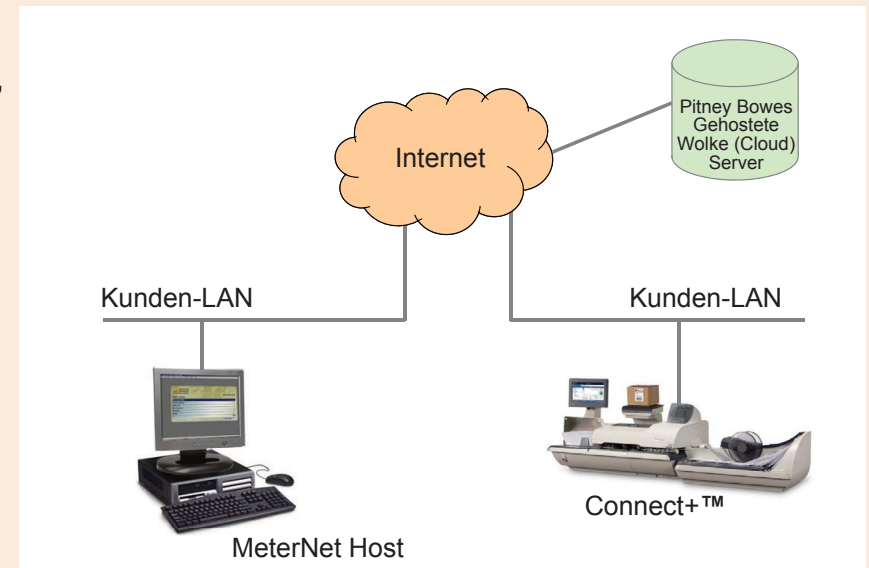 Pitney Bowes
Gehostete
Wolke (Cloud)
Server
Internet
Kunden-LAN
Kunden-LAN
Connect+™
MeterNet Host